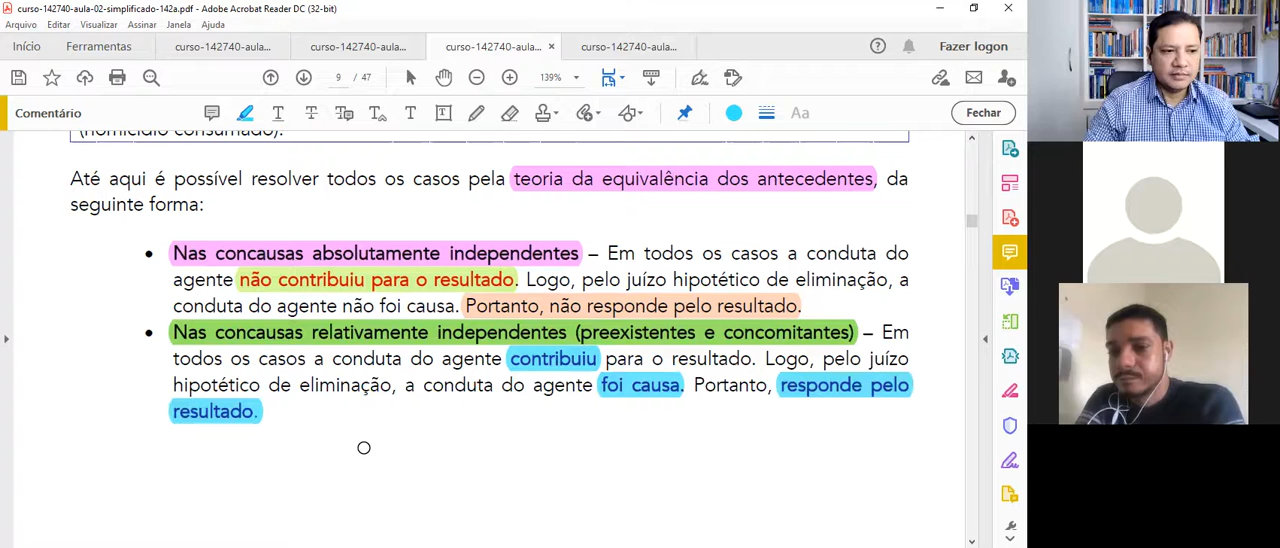 curso-142740-aula-02-simplificado-142a.pdf - Adobe Acrobat Reader DC (32-bit)
Arquivo Editar Visualizar Assinar Janela Ajuda
Início Ferramentas curso-142740-aula... curso-142740-aula... curso-142740-aula... × curso-142740-aula... Fazer logon
9 / 47 139%
Comentário Aa Fechar
(homicídio consumado).
Até aqui é possível resolver todos os casos pela teoria da equivalência dos antecedentes, da
seguinte forma:
• Nas concausas absolutamente independentes – Em todos os casos a conduta do
agente não contribuiu para o resultado. Logo, pelo juízo hipotético de eliminação, a
conduta do agente não foi causa. Portanto, não responde pelo resultado.
• Nas concausas relativamente independentes (preexistentes e concomitantes) – Em
todos os casos a conduta do agente contribuiu para o resultado. Logo, pelo juízo
hipotético de eliminação, a conduta do agente foi causa. Portanto, responde pelo
resultado.